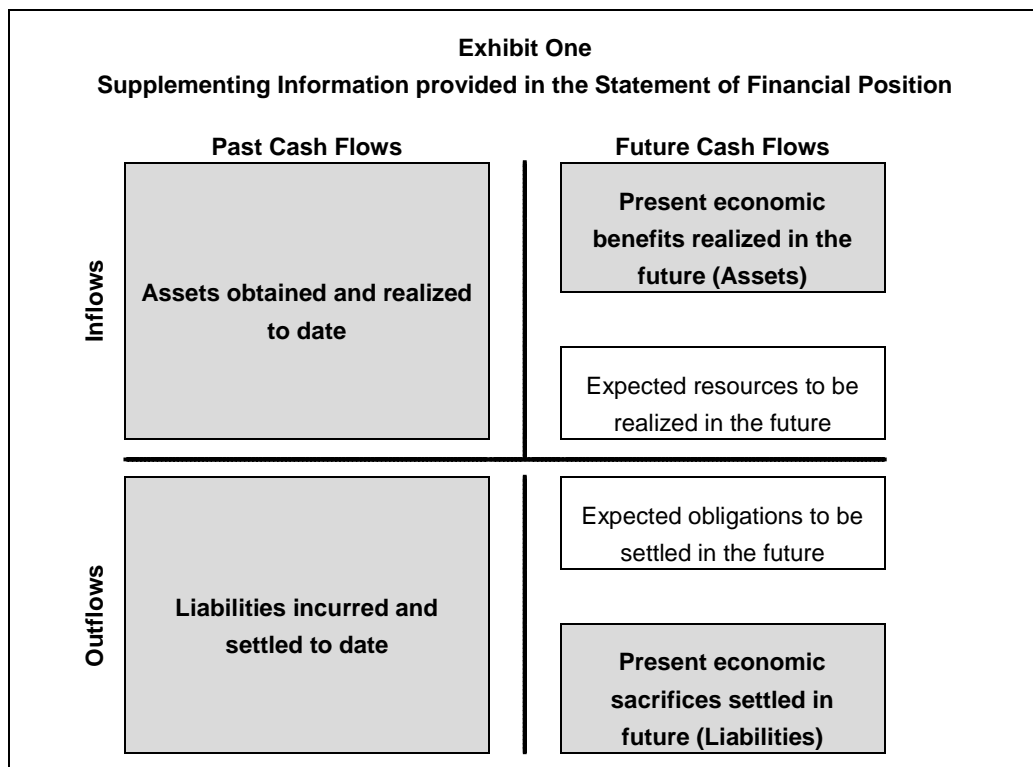 Exhibit One
Supplementing Information provided in the Statement of Financial Position
Past Cash Flows
Future Cash Flows
Inflows
Assets obtained and realized
to date
Present economic
benefits realized in the
future (Assets)
Expected resources to be
realized in the future
Outflows
Liabilities incurred and
settled to date
Expected obligations to be
settled in the future
Present economic
sacrifices settled in
future (Liabilities)